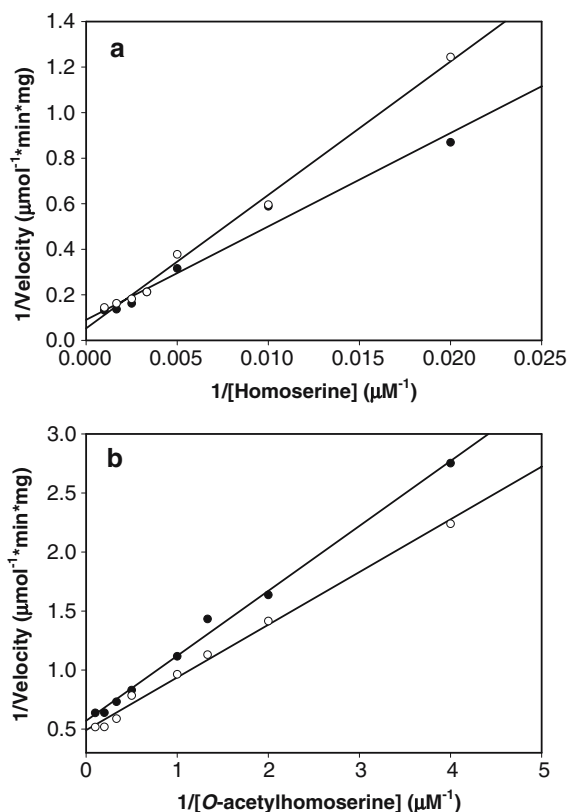 a
1.4
1.2
1.0
0.8
0.6
0.4
0.2
0.0
1/Velocity (μmol⁻¹*min*mg)
0.000 0.005 0.010 0.015 0.020 0.025
1/[Homoserine] (μM⁻¹)
b
3.0
2.5
2.0
1.5
1.0
0.5
1/Velocity (μmol⁻¹*min*mg)
0 1 2 3 4 5
1/[O-acetylhomoserine] (μM⁻¹)